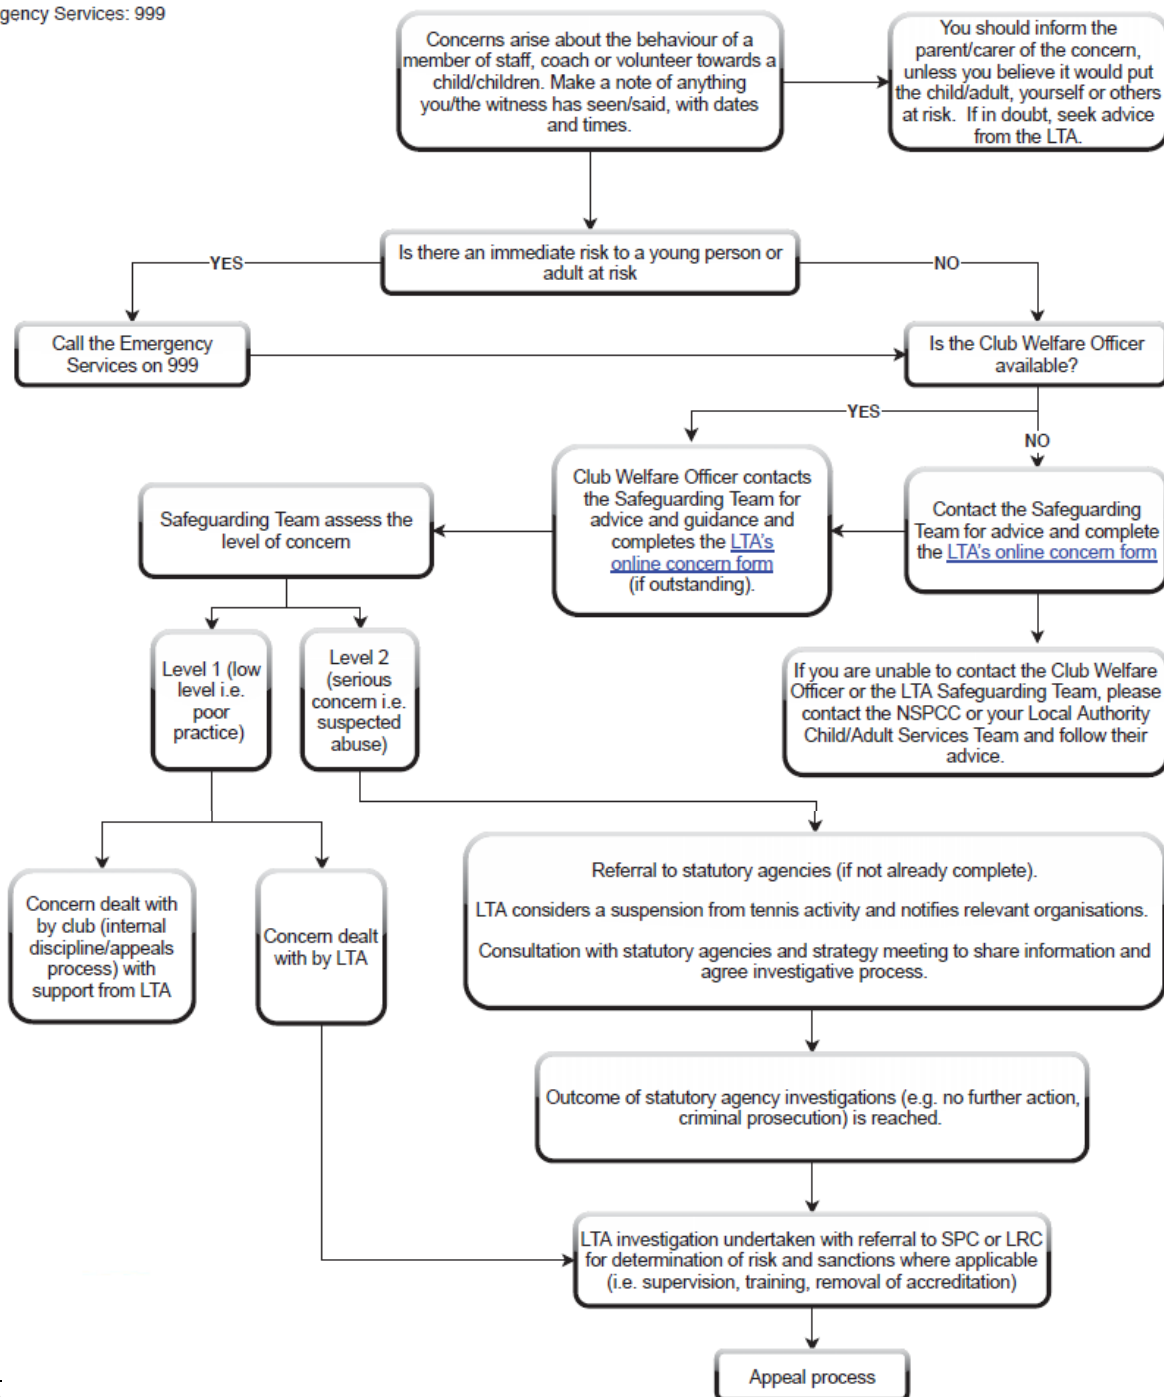 gency Services: 999
Concerns arise about the behaviour of a
member of staff, coach or volunteer towards a
child/children. Make a note of anything
you/the witness has seen/said, with dates
and times.
You should inform the
parent/carer of the concern,
unless you believe it would put
the child/adult, yourself or others
at risk.  If in doubt, seek advice
from the LTA.
Is there an immediate risk to a young person or
adult at risk
YES
NO
Call the Emergency
Services on 999
Is the Club Welfare Officer
available?
YES
NO
Club Welfare Officer contacts
the Safeguarding Team for
advice and guidance and
completes the LTA's
online concern form
(if outstanding).
Contact the Safeguarding
Team for advice and complete
the LTA's online concern form
Safeguarding Team assess the
level of concern
Level 1 (low
level i.e.
poor
practice)
Level 2
(serious
concern i.e.
suspected
abuse)
If you are unable to contact the Club Welfare
Officer or the LTA Safeguarding Team, please
contact the NSPCC or your Local Authority
Child/Adult Services Team and follow their
advice.
Concern dealt with
by club (internal
discipline/appeals
process) with
support from LTA
Concern dealt
with by LTA
Referral to statutory agencies (if not already complete).
LTA considers a suspension from tennis activity and notifies relevant organisations.
Consultation with statutory agencies and strategy meeting to share information and
agree investigative process.
Outcome of statutory agency investigations (e.g. no further action,
criminal prosecution) is reached.
LTA investigation undertaken with referral to SPC or LRC
for determination of risk and sanctions where applicable
(i.e. supervision, training, removal of accreditation)
Appeal process